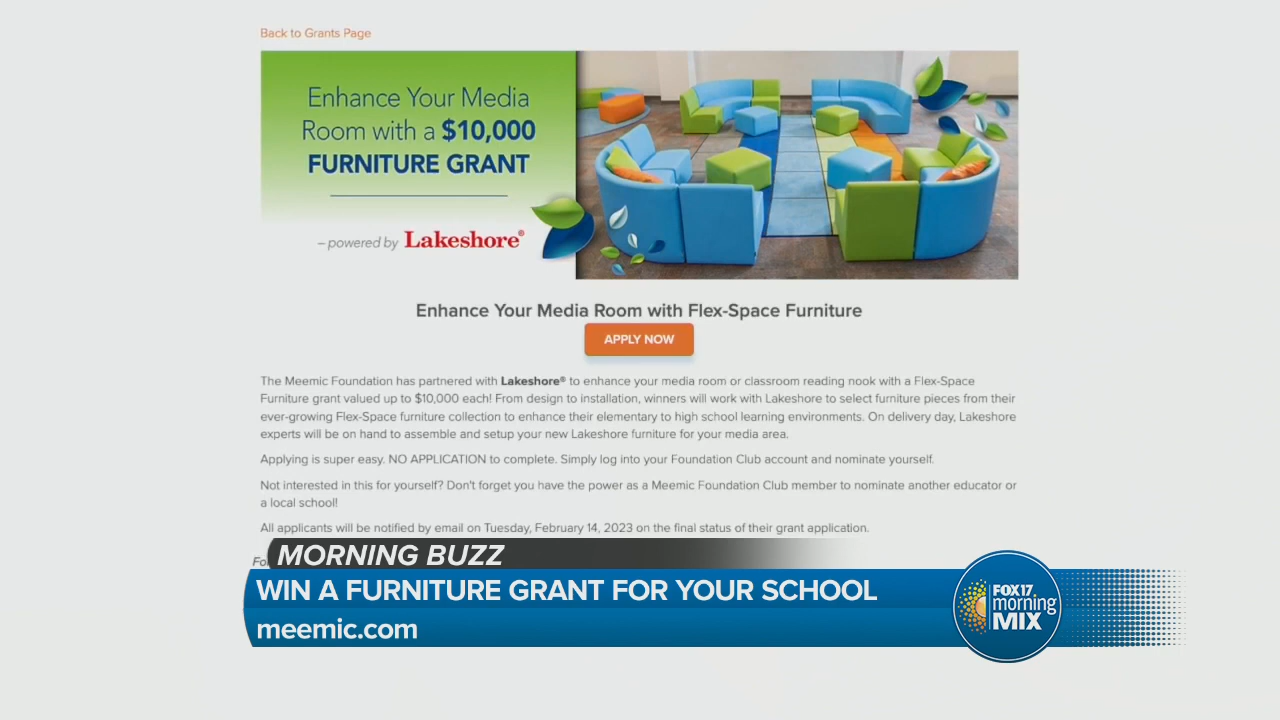 Back to Grants Page
Enhance Your Media
Room with a $10,000
FURNITURE GRANT
– powered by Lakeshore®
Enhance Your Media Room with Flex-Space Furniture
APPLY NOW
The Meemic Foundation has partnered with Lakeshore® to enhance your media room or classroom reading nook with a Flex-Space
Furniture grant valued up to $10,000 each! From design to installation, winners will work with Lakeshore to select furniture pieces from their
ever-growing Flex-Space furniture collection to enhance their elementary to high school learning environments. On delivery day, Lakeshore
experts will be on hand to assemble and setup your new Lakeshore furniture for your media area.
Applying is super easy. NO APPLICATION to complete. Simply log into your Foundation Club account and nominate yourself.
Not interested in this for yourself? Don't forget you have the power as a Meemic Foundation Club member to nominate another educator or
a local school!
All applicants will be notified by email on Tuesday, February 14, 2023 on the final status of their grant application.
MORNING BUZZ
WIN A FURNITURE GRANT FOR YOUR SCHOOL
meemic.com
FOX 17
morning
MIX